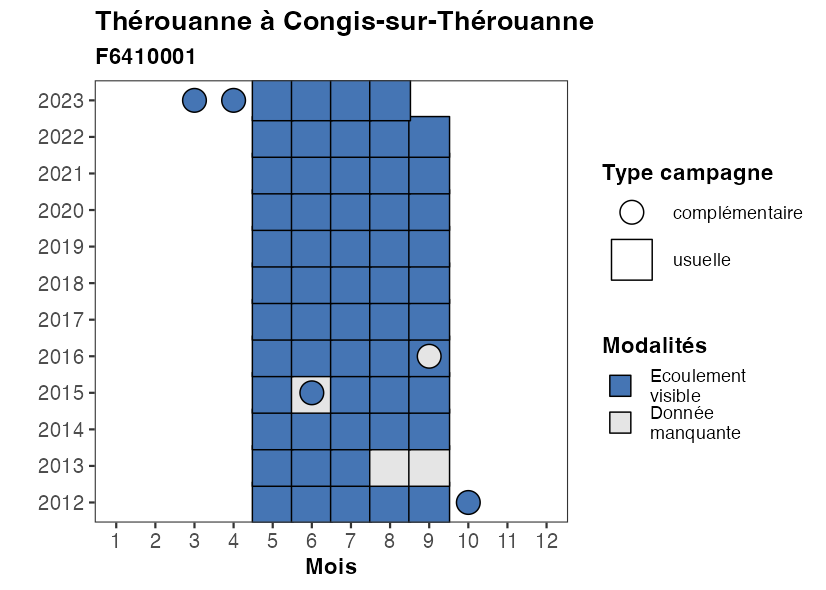 Thérouanne à Congis-sur-Thérouanne
F6410001
2023
2022
2021
2020
2019
2018
2017
2016
2015
2014
2013
2012
1 2 3 4 5 6 7 8 9 10 11 12
Mois
Type campagne
complémentaire
usuelle
Modalités
Ecoulement
visible
Donnée
manquante